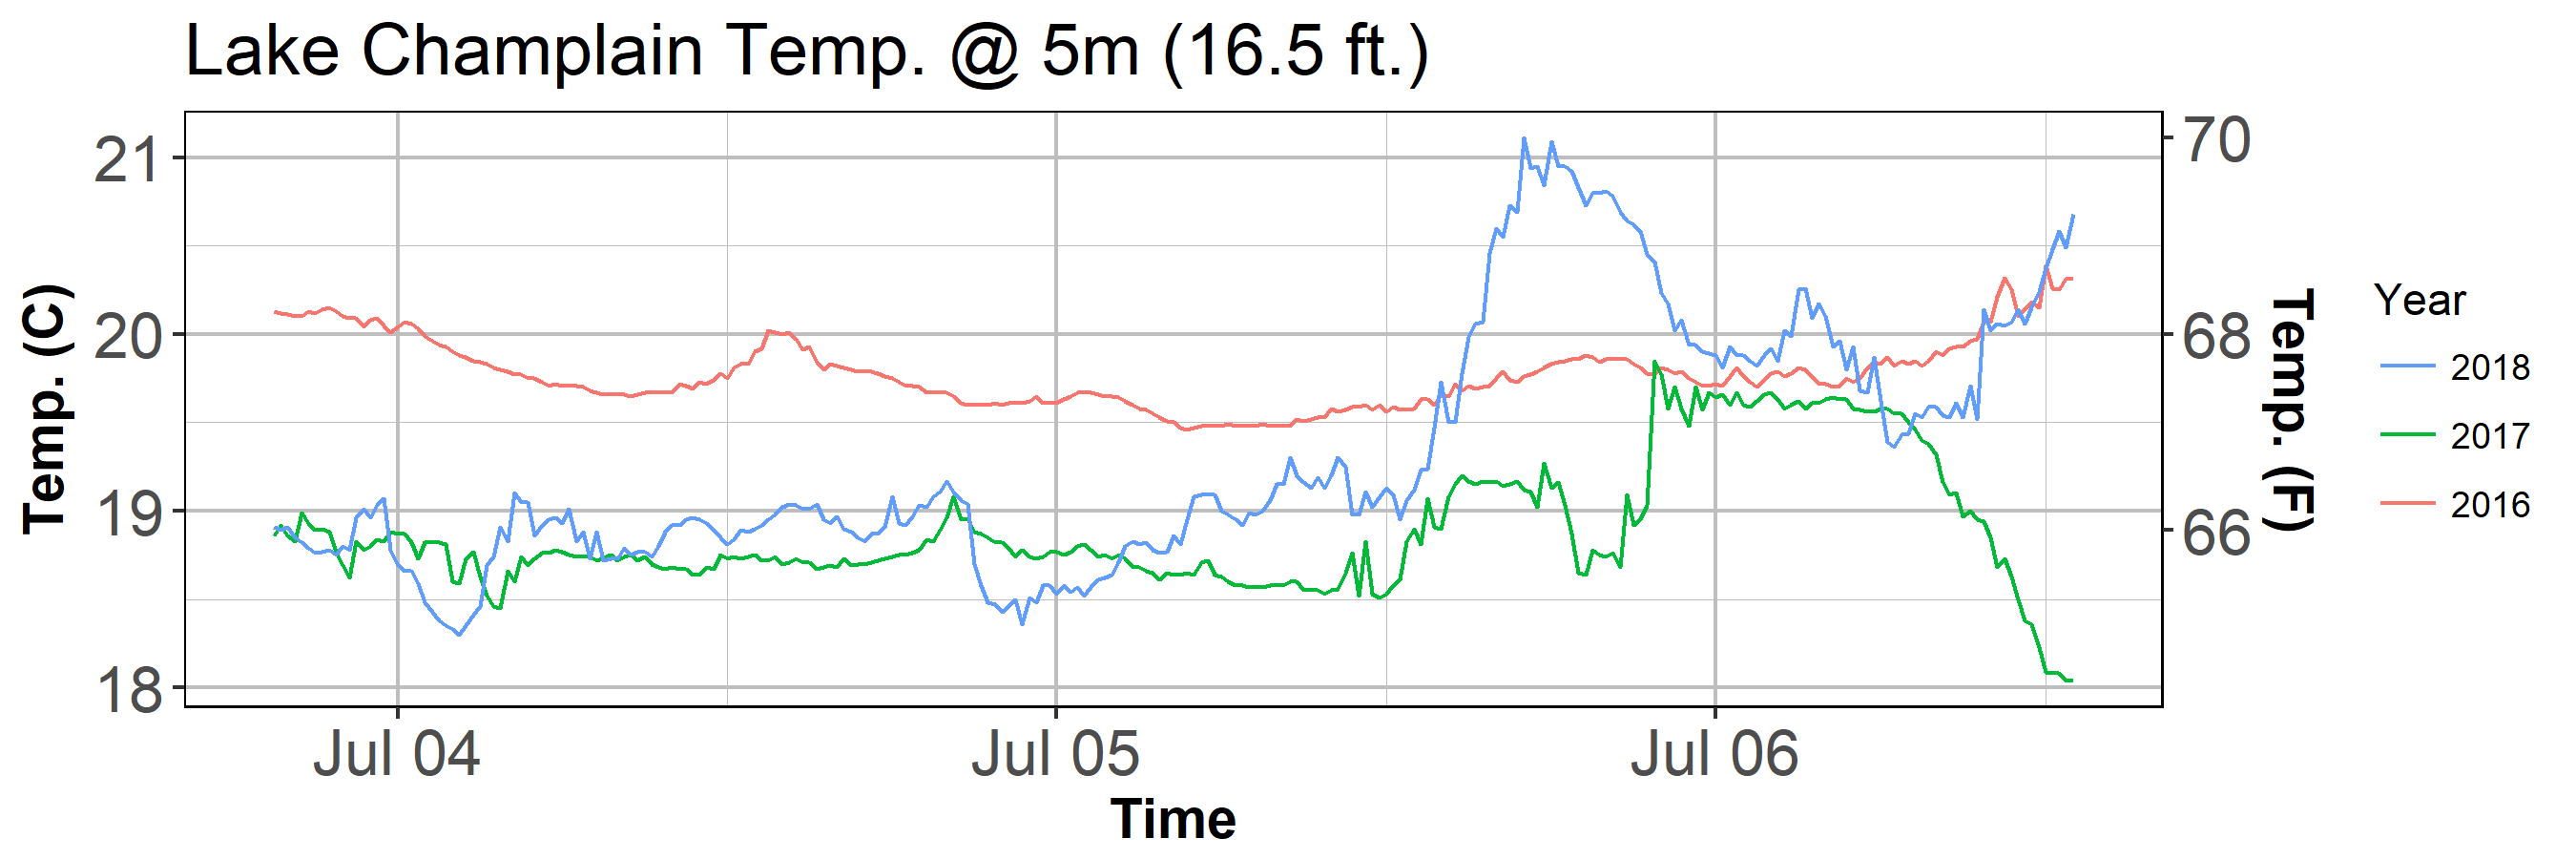 Lake Champlain Temp. @ 5m (16.5 ft.)
21
20
19
18
Temp. (C)
70
68
66
Temp. (F)
Jul 04
Jul 05
Jul 06
Time
Year
2018
2017
2016